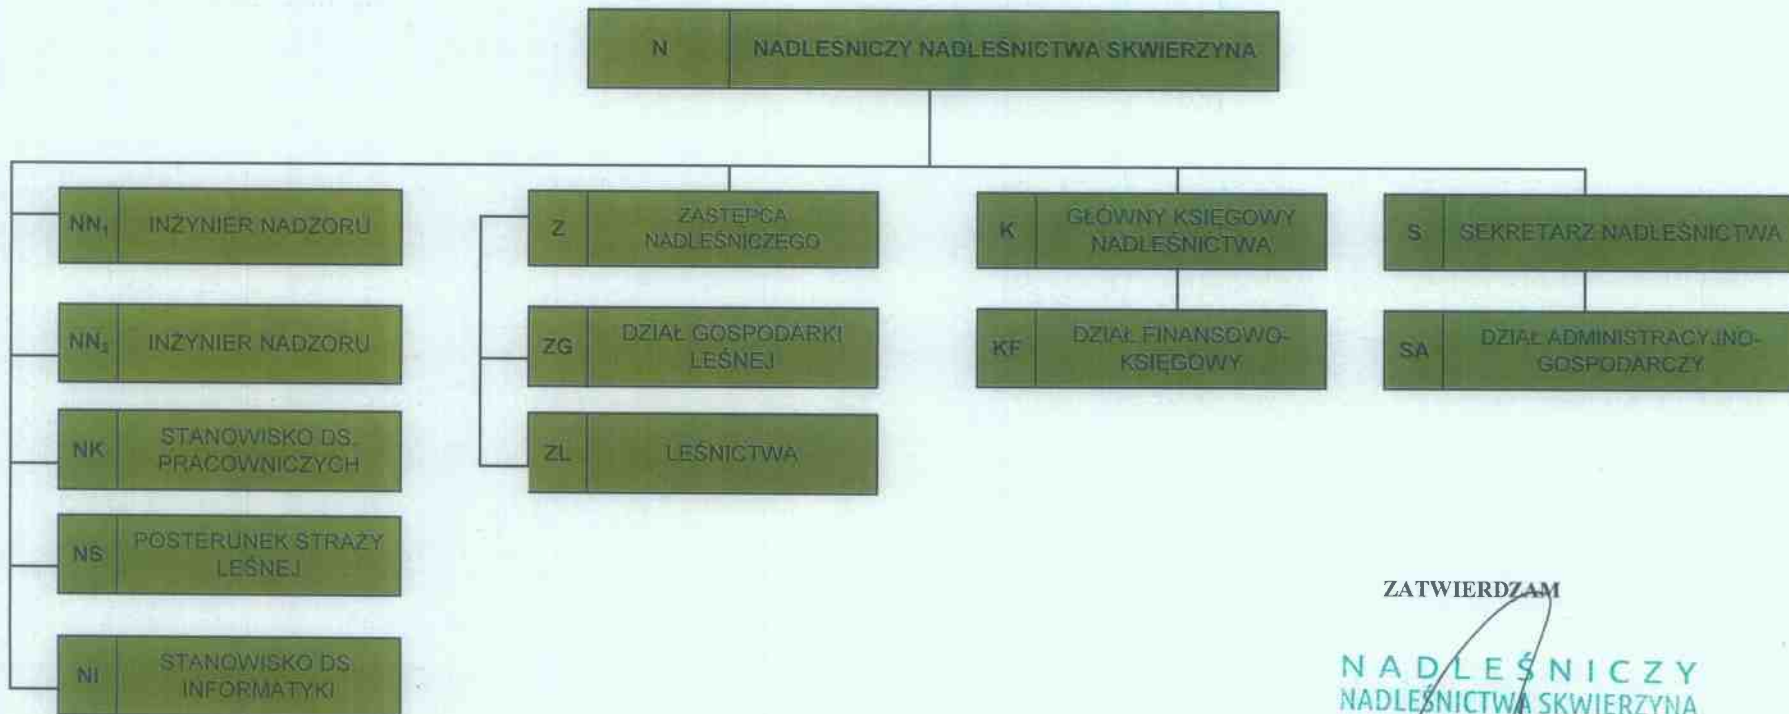 N NADLEŚNICZY NADLEŚNICTWA SKWIERZYNA
NN₁ INŻYNIER NADZORU
NN₂ INŻYNIER NADZORU
NK STANOWISKO DS.
PRACOWNICZYCH
NS POSTERUNEK STRAŻY
LEŚNEJ
NI STANOWISKO DS.
INFORMATYKI
Z ZASTĘPCA
NADLEŚNICZEGO
ZG DZIAŁ GOSPODARKI
LEŚNEJ
ZL LEŚNICTWA
K GŁÓWNY KSIĘGOWY
NADLEŚNICTWA
KF DZIAŁ FINANSOWO-
KSIĘGOWY
S SEKRETARZ NADLEŚNICTWA
SA DZIAŁ ADMINISTRACYJNO-
GOSPODARCZY
ZATWIERDZAM
NADLEŚNICZY
NADLEŚNICTWA SKWIERZYNA